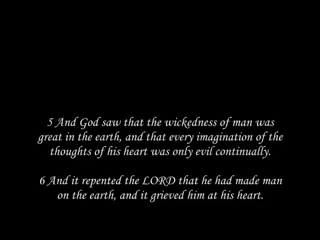 5 And God saw that the wickedness of man was
great in the earth, and that every imagination of the
thoughts of his heart was only evil continually.
6 And it repented the LORD that he had made man
on the earth, and it grieved him at his heart.